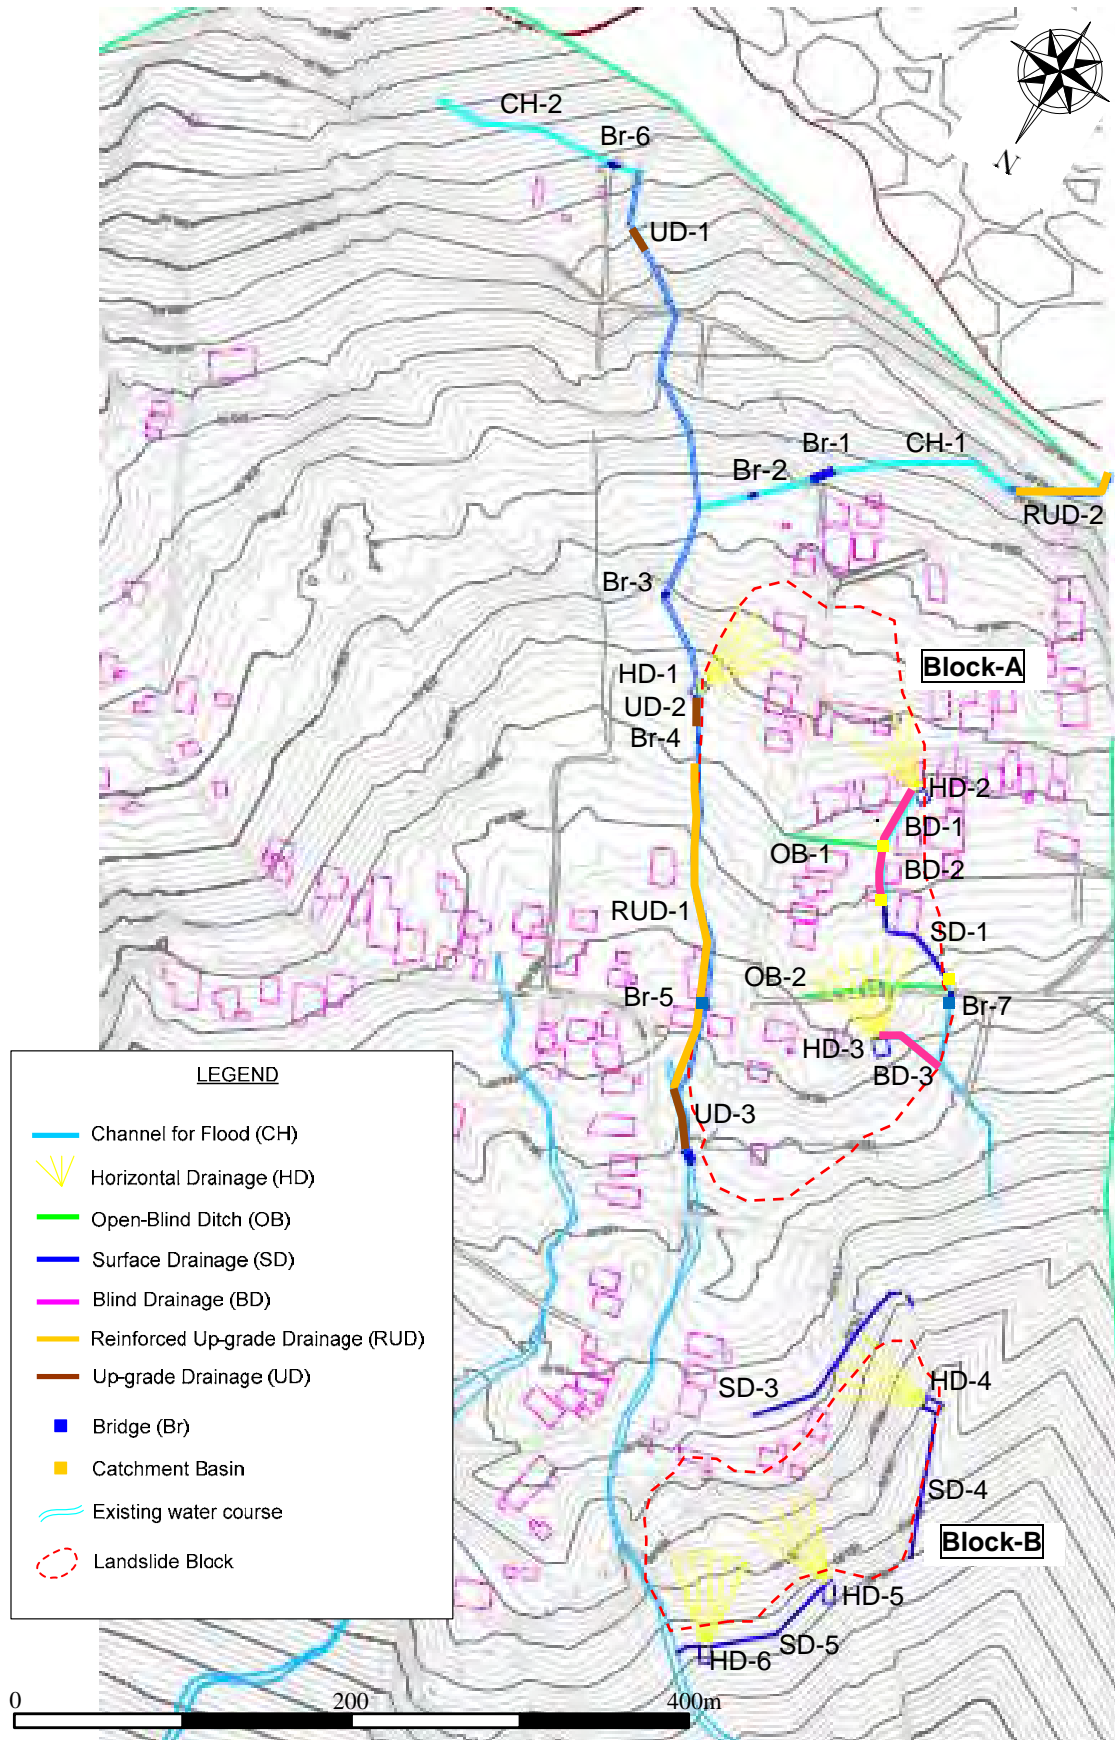 CH-2
Br-6
N
UD-1
Br-1
CH-1
Br-2
RUD-2
Br-3
Block-A
HD-1
UD-2
Br-4
HD-2
BD-1
OB-1
BD-2
RUD-1
SD-1
OB-2
Br-5
Br-7
HD-3
BD-3
UD-3
LEGEND
Channel for Flood (CH)
Horizontal Drainage (HD)
Open-Blind Ditch (OB)
Surface Drainage (SD)
Blind Drainage (BD)
Reinforced Up-grade Drainage (RUD)
Up-grade Drainage (UD)
Bridge (Br)
Catchment Basin
Existing water course
Landslide Block
SD-3
HD-4
SD-4
Block-B
HD-5
SD-5
HD-6
0 200 400m